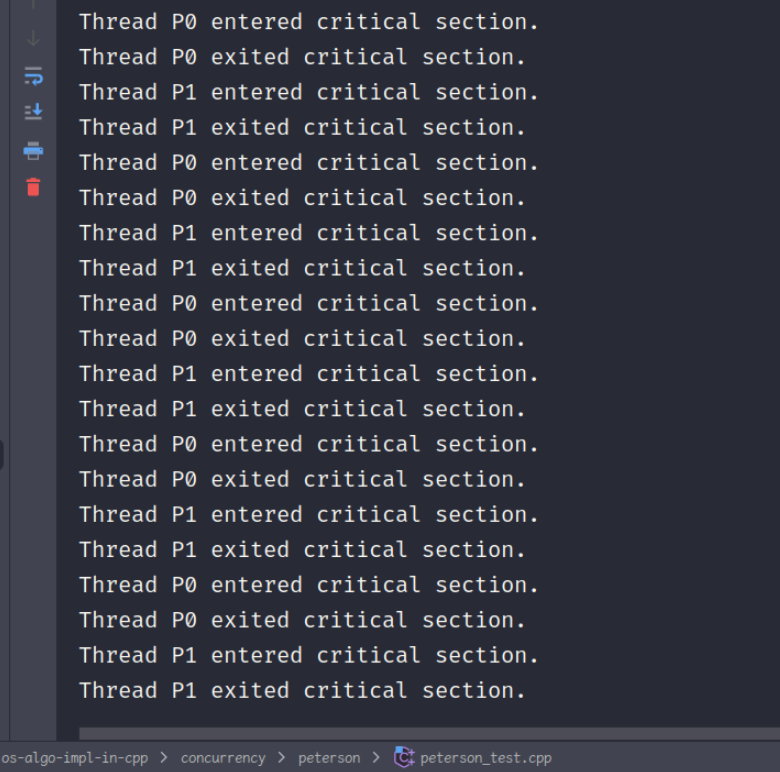 Thread P0 entered critical section.
Thread P0 exited critical section.
Thread P1 entered critical section.
Thread P1 exited critical section.
Thread P0 entered critical section.
Thread P0 exited critical section.
Thread P1 entered critical section.
Thread P1 exited critical section.
Thread P0 entered critical section.
Thread P0 exited critical section.
Thread P1 entered critical section.
Thread P1 exited critical section.
Thread P0 entered critical section.
Thread P0 exited critical section.
Thread P1 entered critical section.
Thread P1 exited critical section.
Thread P0 entered critical section.
Thread P0 exited critical section.
Thread P1 entered critical section.
Thread P1 exited critical section.
os-algo-impl-in-cpp > concurrency > peterson > peterson_test.cpp